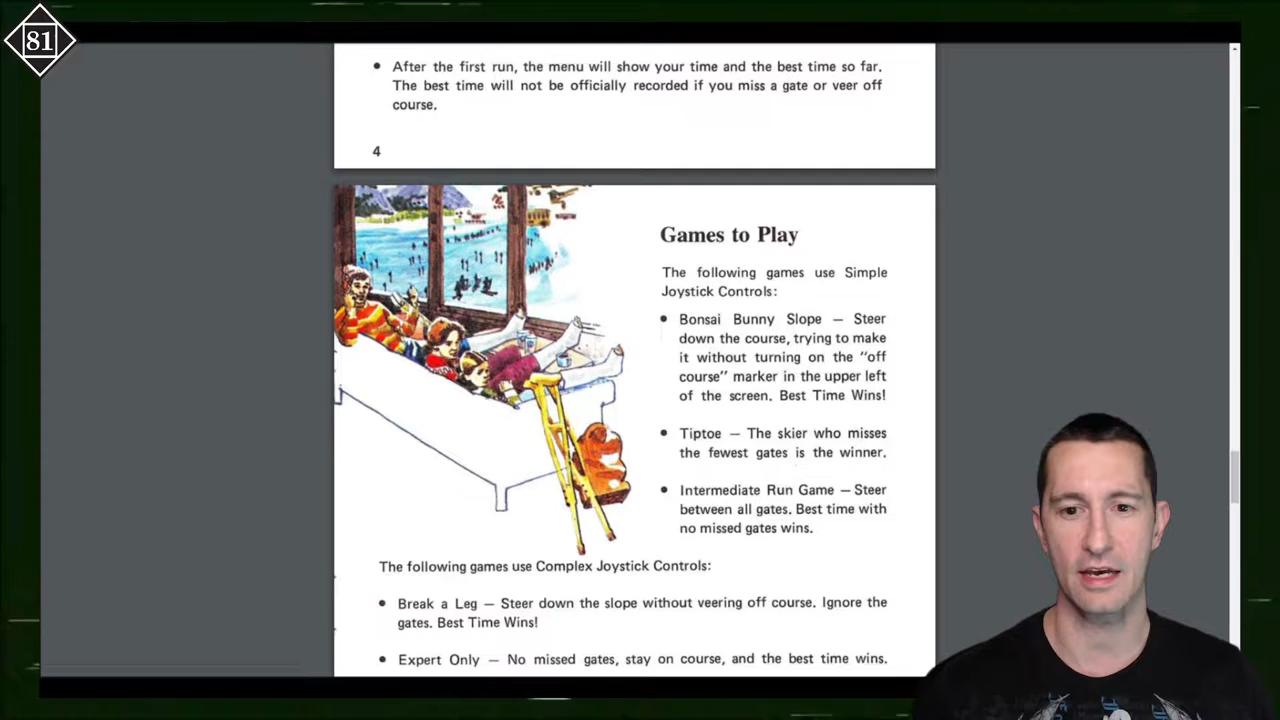 81
• After the first run, the menu will show your time and the best time so far.
The best time will not be officially recorded if you miss a gate or veer off
course.
4
Games to Play
The following games use Simple
Joystick Controls:
• Bonsai Bunny Slope — Steer
down the course, trying to make
it without turning on the “off
course” marker in the upper left
of the screen. Best Time Wins!
• Tiptoe — The skier who misses
the fewest gates is the winner.
• Intermediate Run Game — Steer
between all gates. Best time with
no missed gates wins.
The following games use Complex Joystick Controls:
• Break a Leg — Steer down the slope without veering off course. Ignore the
gates. Best Time Wins!
• Expert Only — No missed gates, stay on course, and the best time wins.